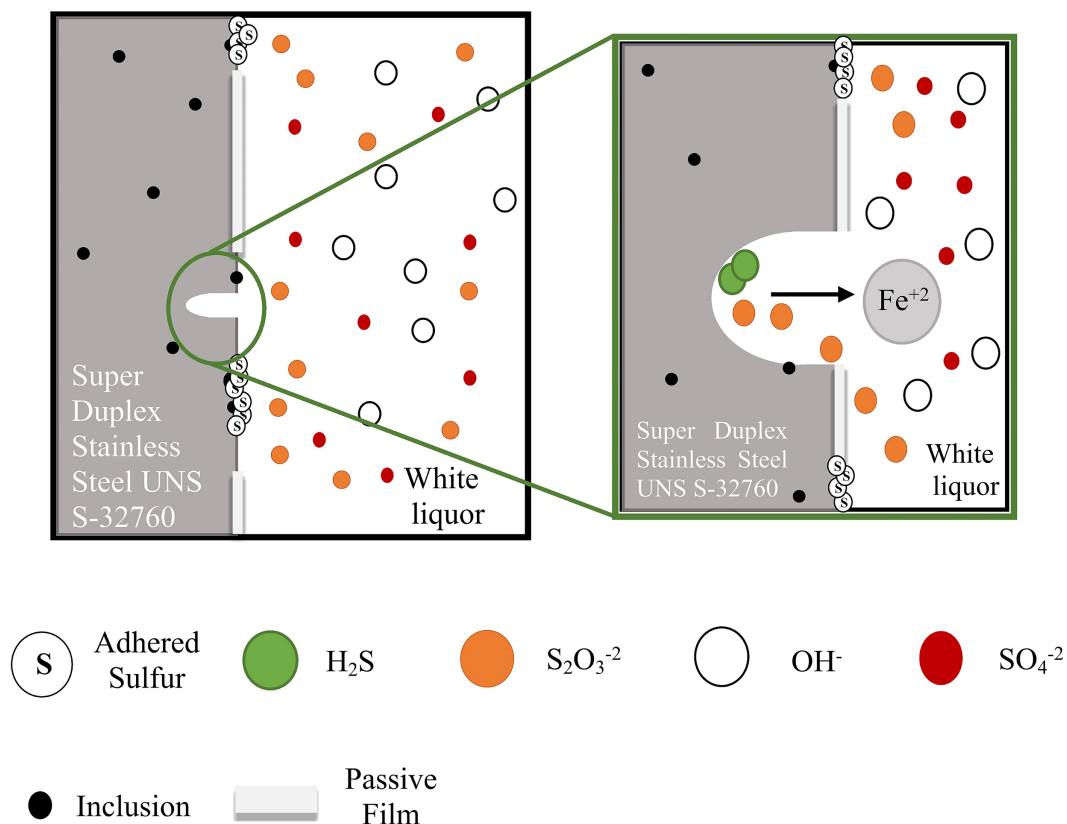 S
S
S
S
Super
Duplex
Stainless
Steel UNS
S-32760
S
S
S
S
S
S
White
liquor
S
S
S
S
Fe+2
Super Duplex
Stainless Steel
UNS S-32760
S
S
S
S
White
liquor
S
Adhered
Sulfur
H2S
S2O3-2
OH-
SO4-2
Inclusion
Passive
Film